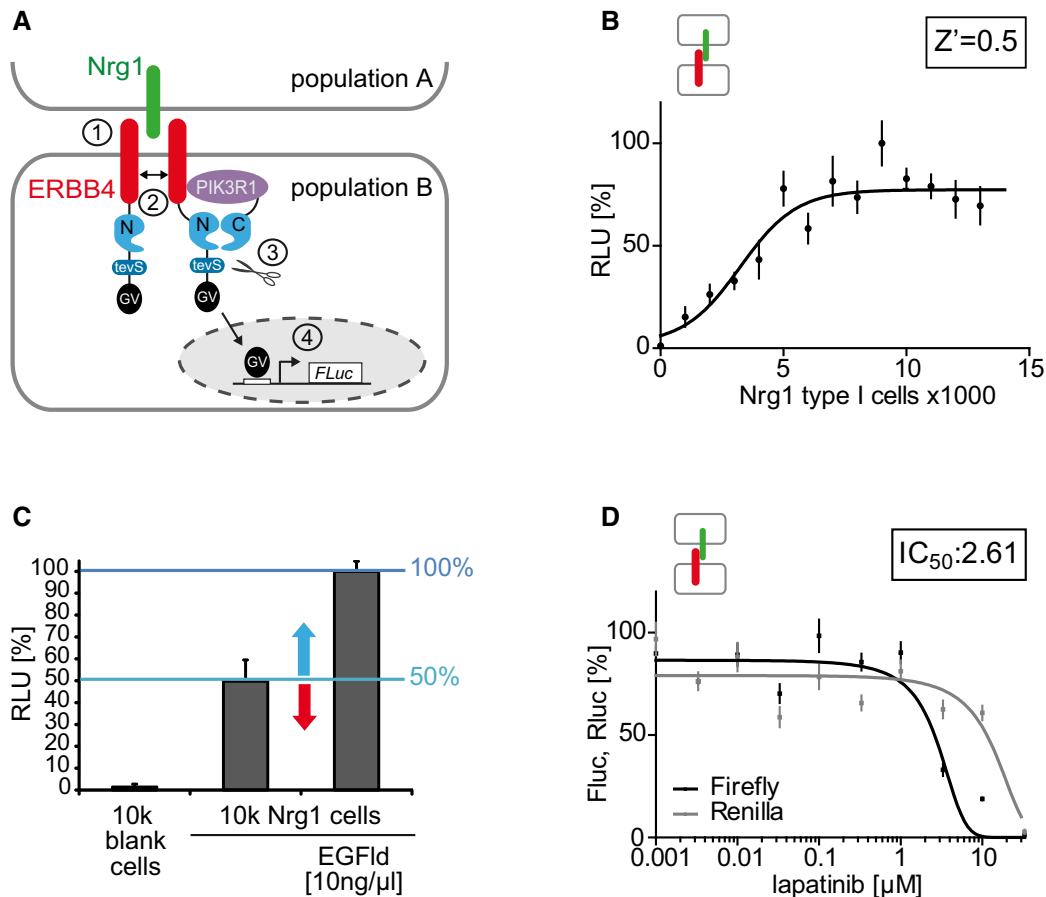 A
Nrg1
population A
1
ERBB4
2
PIK3R1
population B
N
N
C
3
tevS
tevS
GV
GV
4
GV
FLuc
B
Z'=0.5
RLU [%]
100
50
0
0
5
10
15
Nrg1 type I cells x1000
C
RLU [%]
100
90
80
70
60
50
40
30
20
10
0
100%
50%
10k
blank
cells
10k Nrg1 cells
EGFld
[10ng/µl]
D
IC50:2.61
Fluc, Rluc [%]
100
50
0
Firefly
Renilla
0.001
0.01
0.1
1
10
lapatinib [µM]